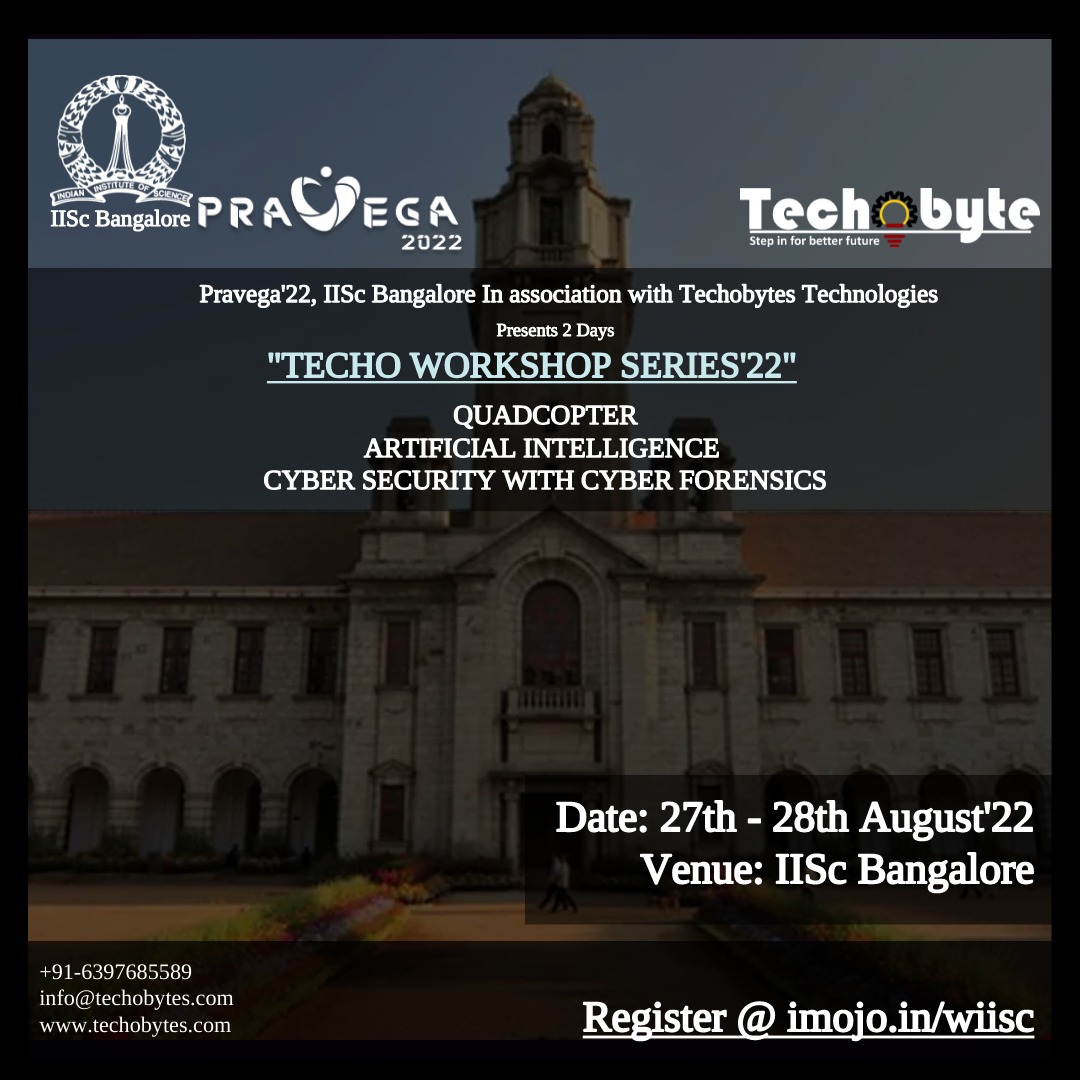 INDIAN INSTITUTE OF SCIENCE
IISc Bangalore
PRAVEGA
2022
Techobyte
Step in for better future
Pravega'22, IISc Bangalore In association with Techobytes Technologies
Presents 2 Days
"TECHO WORKSHOP SERIES'22"
QUADCOPTER
ARTIFICIAL INTELLIGENCE
CYBER SECURITY WITH CYBER FORENSICS
Date: 27th - 28th August'22
Venue: IISc Bangalore
+91-6397685589
info@techobytes.com
www.techobytes.com
Register @ imojo.in/wiisc